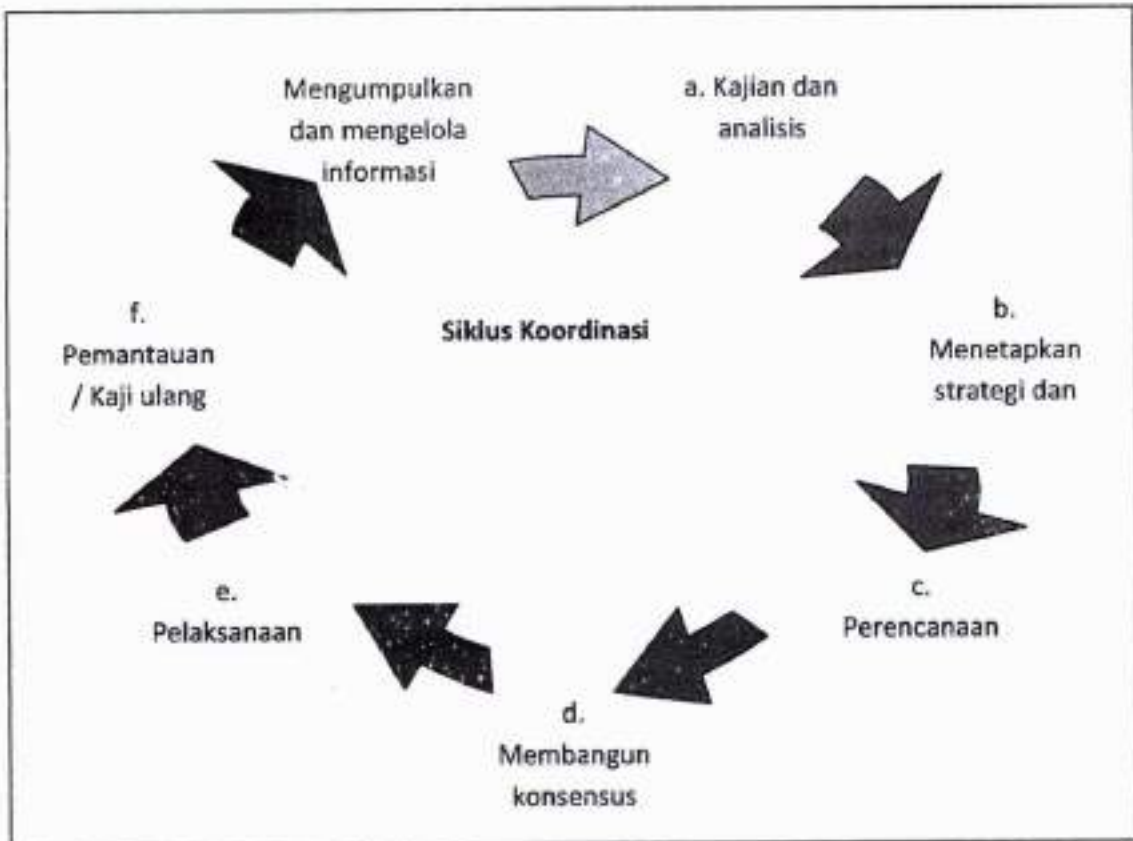 Mengumpulkan
dan mengelola
informasi
a. Kajian dan
analisis
Siklus Koordinasi
b.
Menetapkan
strategi dan
c.
Perencanaan
d.
Membangun
konsensus
e.
Pelaksanaan
f.
Pemantauan
/ Kaji ulang